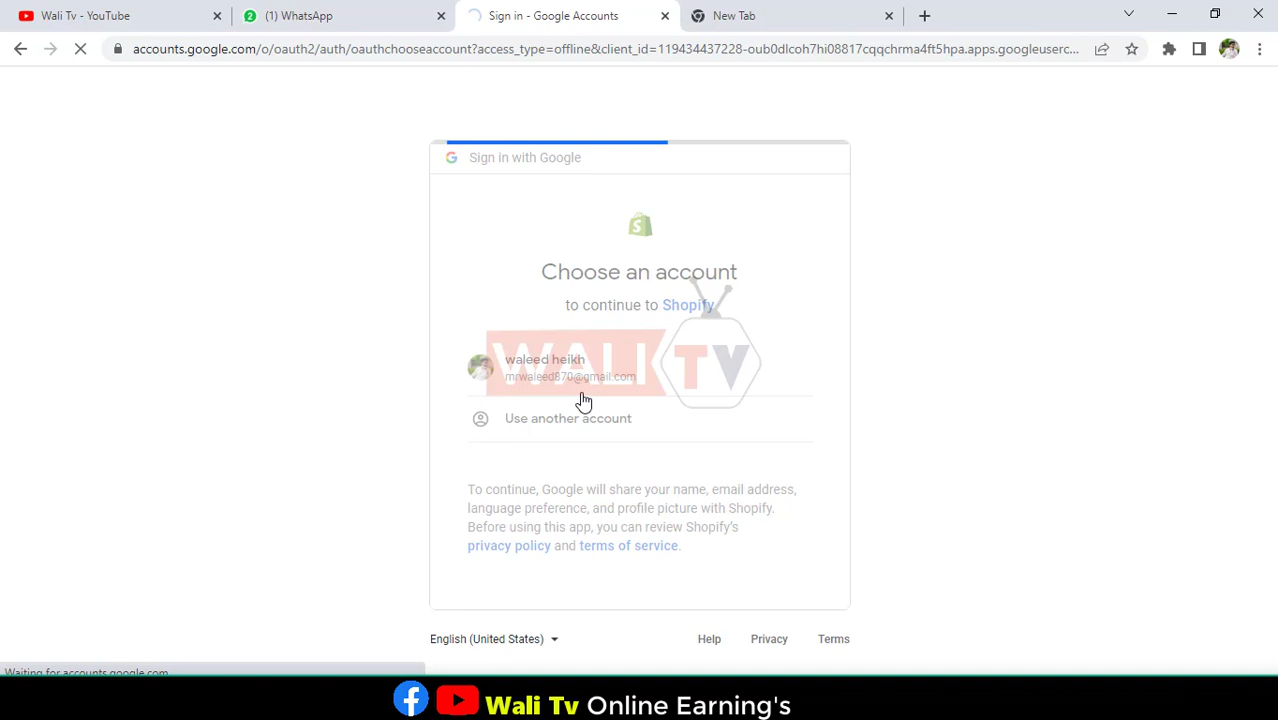 Wali Tv - YouTube
(1) WhatsApp
Sign in - Google Accounts
New Tab
accounts.google.com/o/oauth2/auth/oauthchooseaccount?access_type=offline&client_id=119434437228-oub0dlcoh7hi08817cqqchrma4ft5hpa.apps.googleuserc...
Sign in with Google
Choose an account
to continue to Shopify
waleed heikh
mrwaleed870@gmail.com
WALI TV
Use another account
To continue, Google will share your name, email address,
language preference, and profile picture with Shopify.
Before using this app, you can review Shopify's
privacy policy and terms of service.
English (United States)
Help
Privacy
Terms
Waiting for accounts.google.com
Wali Tv Online Earning's